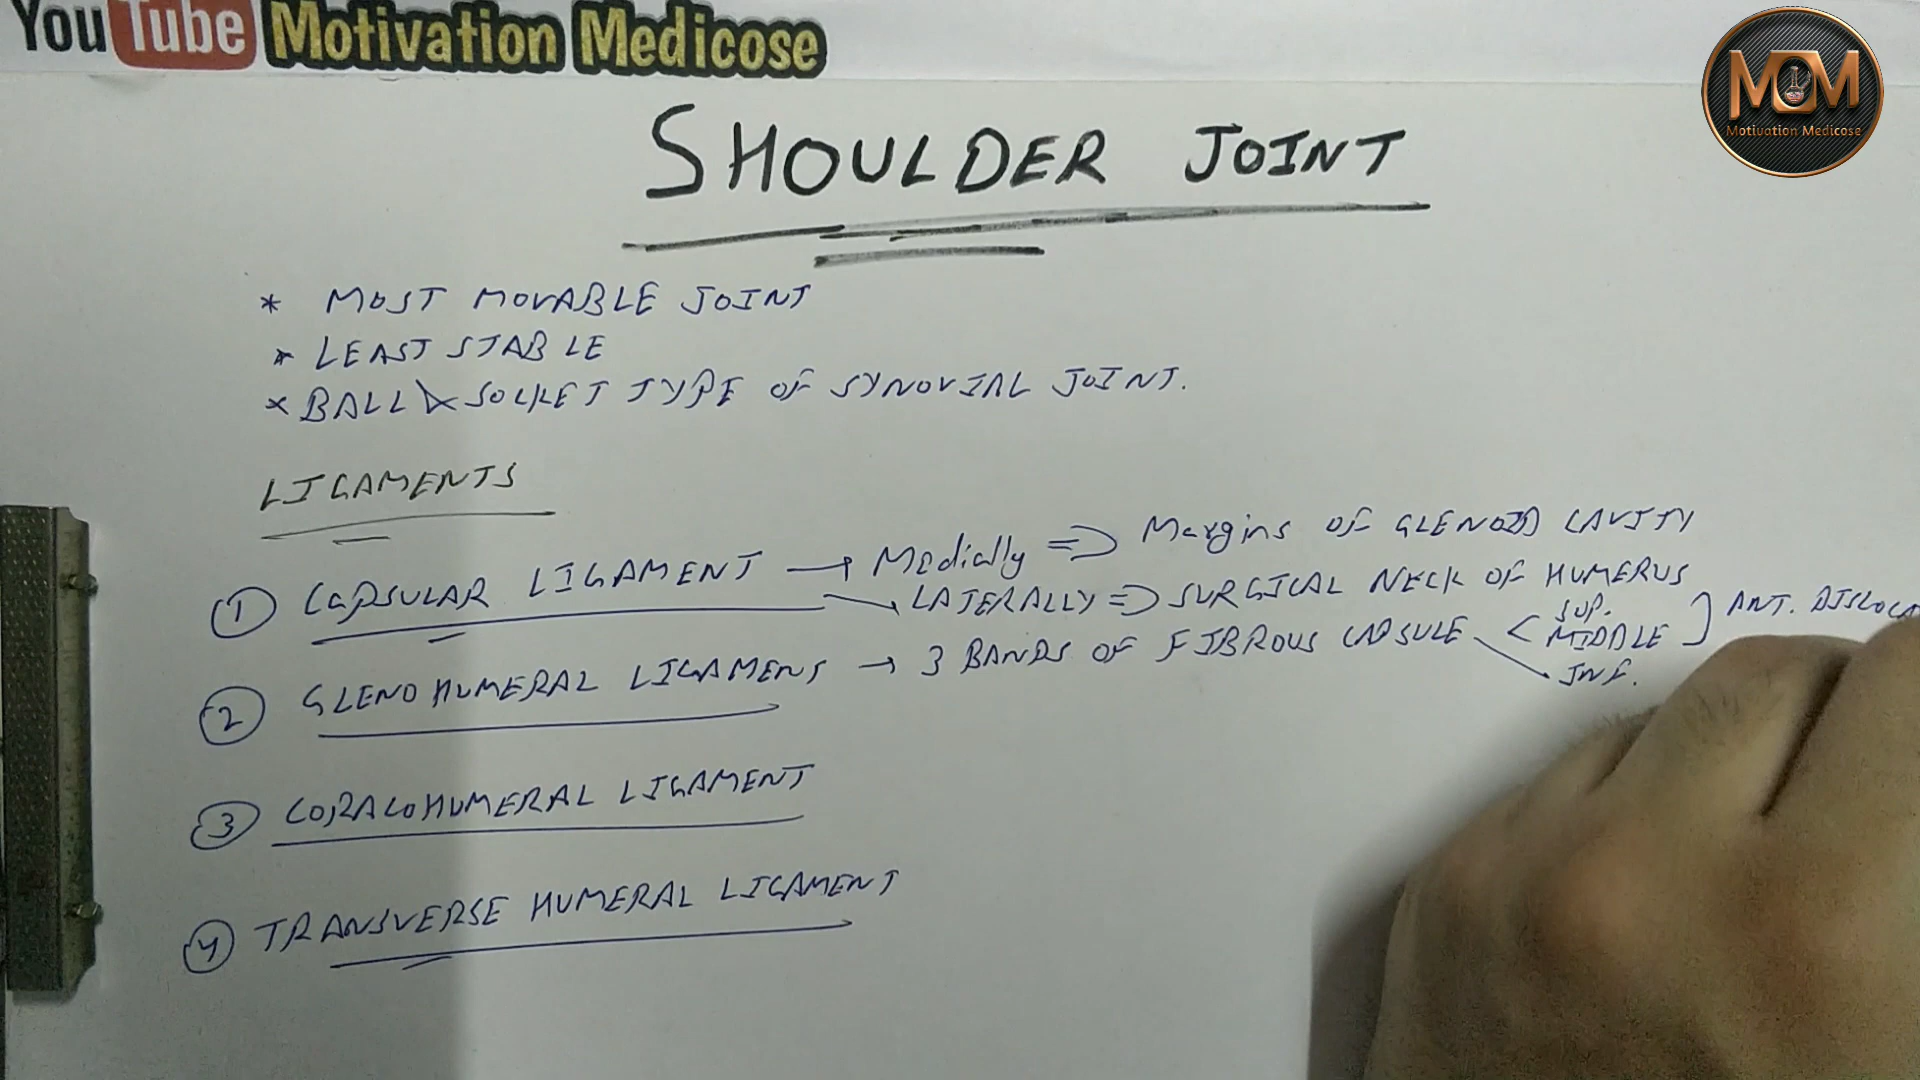 YouTube Motivation Medicose
MOM
Motivation Medicose
SHOULDER JOINT
* MOST MOVABLE JOINT
* LEAST STABLE
* BALL & SOCKET TYPE OF SYNOVIAL JOINT.
LIGAMENTS
① CAPSULAR LIGAMENT → Medially => Margins OF GLENOID CAVITY
→ LATERALLY => SURGICAL NECK OF HUMERUS
② GLENOHUMERAL LIGAMENT → 3 BANDS OF FIBROUS CAPSULE < SUP. MIDDLE INF. } ANT. DISLOCA
③ CORACOHUMERAL LIGAMENT
④ TRANSVERSE HUMERAL LIGAMENT